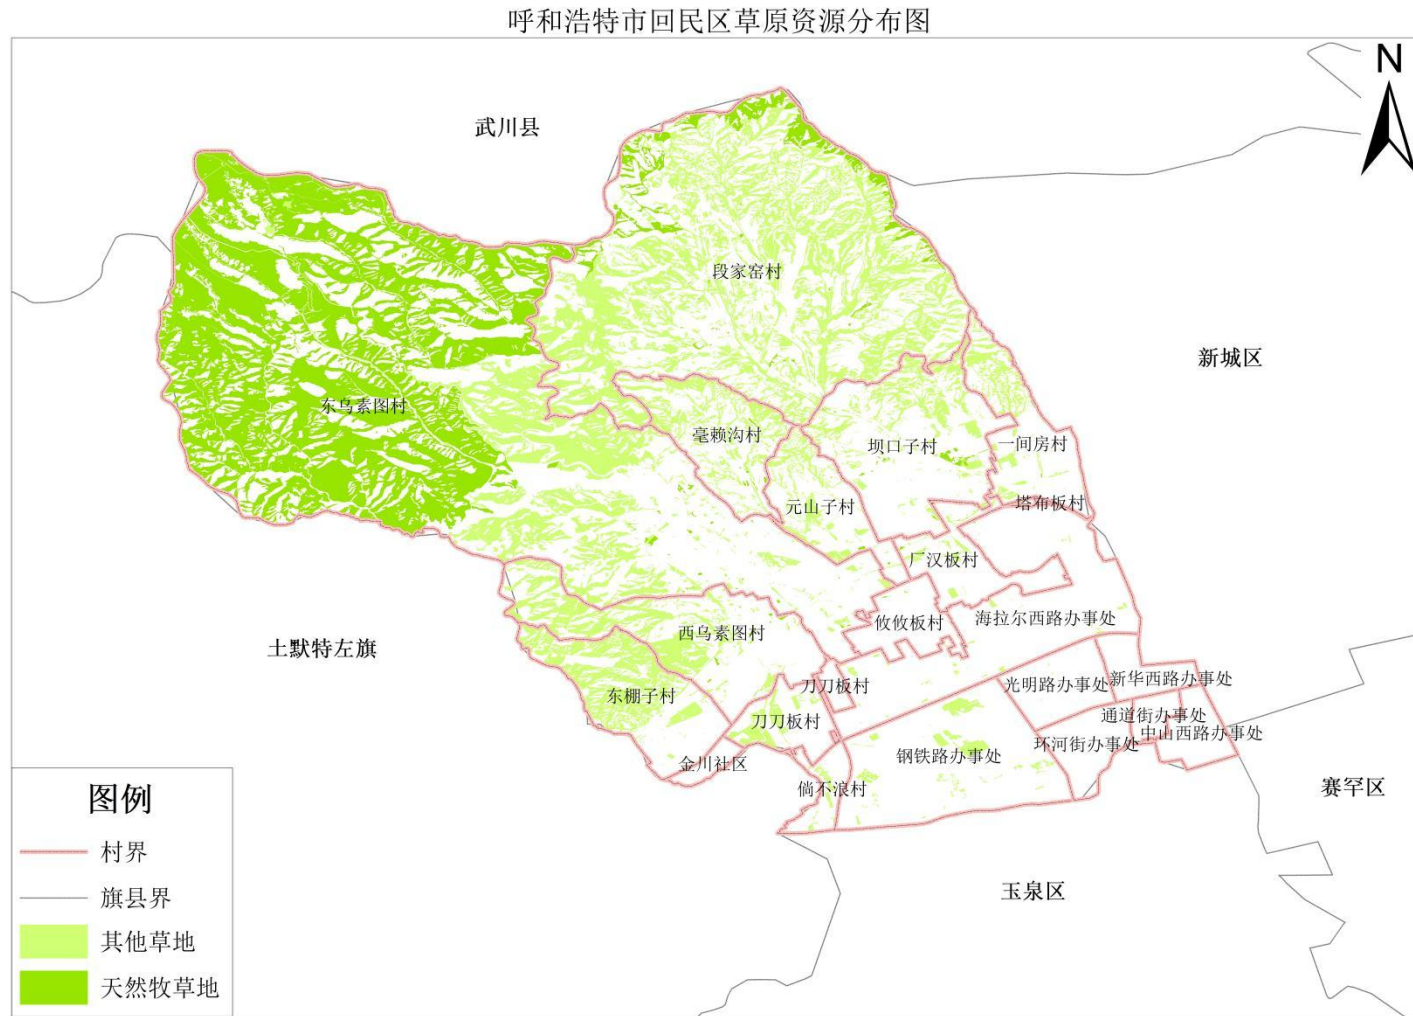 呼和浩特市回民区草原资源分布图
N
武川县
段家窑村
新城区
东乌素图村
毫赖沟村
坝口子村
一间房村
元山子村
塔布板村
厂汉板村
攸攸板村
海拉尔西路办事处
西乌素图村
土默特左旗
东棚子村
刀刀板村
光明路办事处
新华西路办事处
刀刀板村
通道街办事处
中山西路办事处
环河街办事处
钢铁路办事处
金川社区
倘不浪村
赛罕区
玉泉区
图例
村界
旗县界
其他草地
天然牧草地